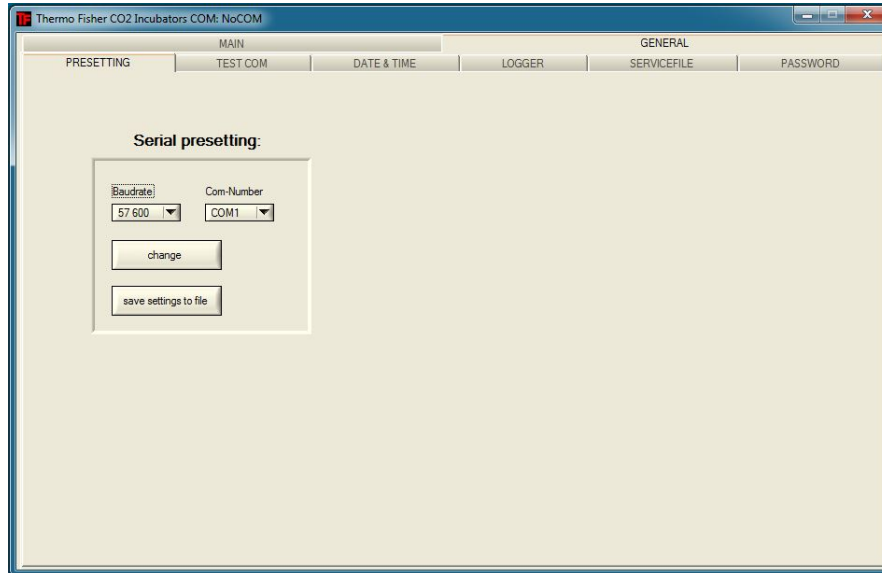 TF Thermo Fisher CO2 Incubators COM: NoCOM
MAIN GENERAL
PRESETTING TEST COM DATE & TIME LOGGER SERVICEFILE PASSWORD
Serial presetting:
Baudrate Com-Number
57 600 COM1
change
save settings to file